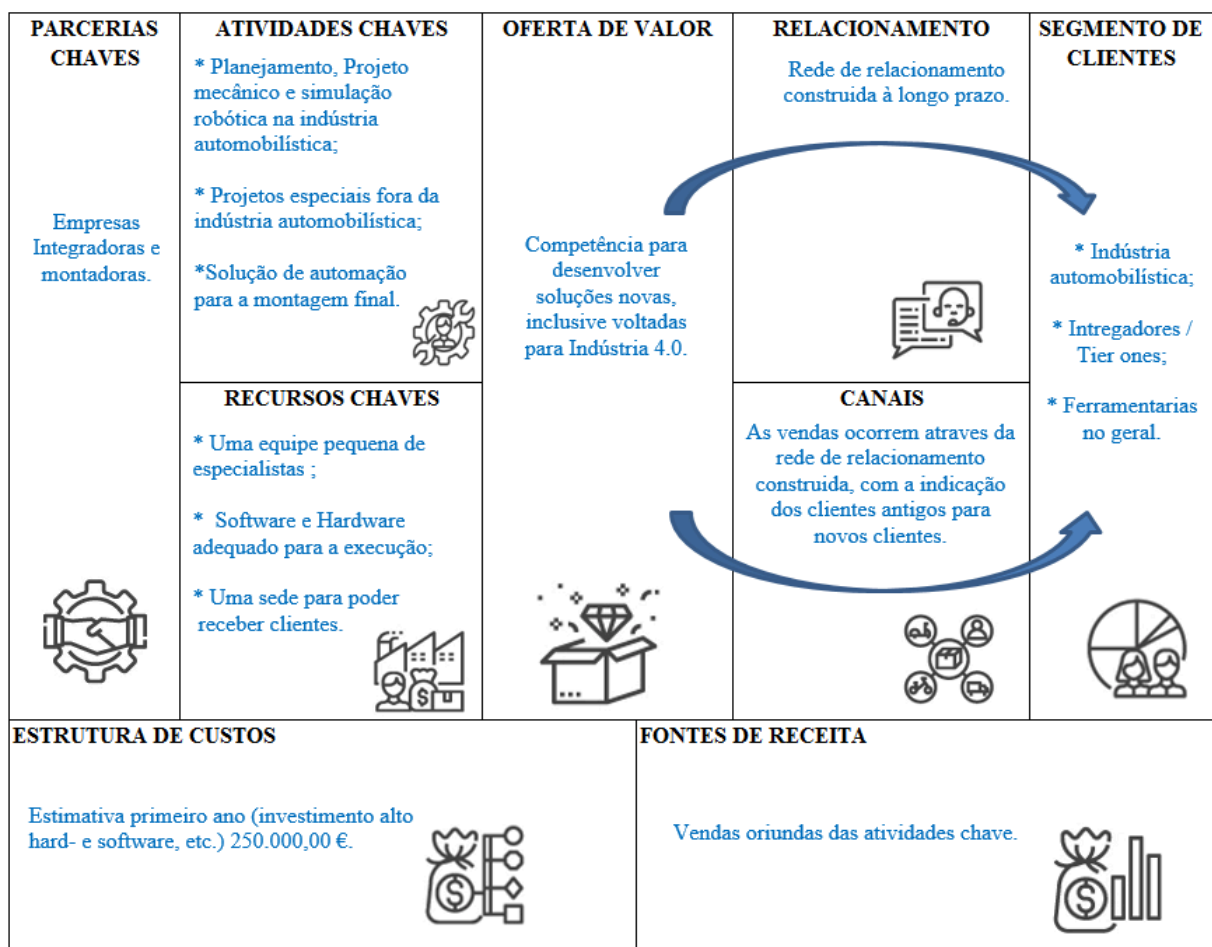 PARCERIAS
CHAVES
Empresas
Integradoras e
montadoras.
ATIVIDADES CHAVES
* Planejamento, Projeto
mecânico e simulação
robótica na indústria
automobilística;
* Projetos especiais fora da
indústria automobilística;
*Solução de automação
para a montagem final.
RECURSOS CHAVES
* Uma equipe pequena de
especialistas ;
* Software e Hardware
adequado para a execução;
* Uma sede para poder
receber clientes.
OFERTA DE VALOR
Competência para
desenvolver
soluções novas,
inclusive voltadas
para Indústria 4.0.
RELACIONAMENTO
Rede de relacionamento
construida à longo prazo.
CANAIS
As vendas ocorrem atraves da
rede de relacionamento
construida, com a indicação
dos clientes antigos para
novos clientes.
SEGMENTO DE
CLIENTES
* Indústria
automobilística;
* Intregadores /
Tier ones;
* Ferramentarias
no geral.
ESTRUTURA DE CUSTOS
Estimativa primeiro ano (investimento alto
hard- e software, etc.) 250.000,00 €.
FONTES DE RECEITA
Vendas oriundas das atividades chave.